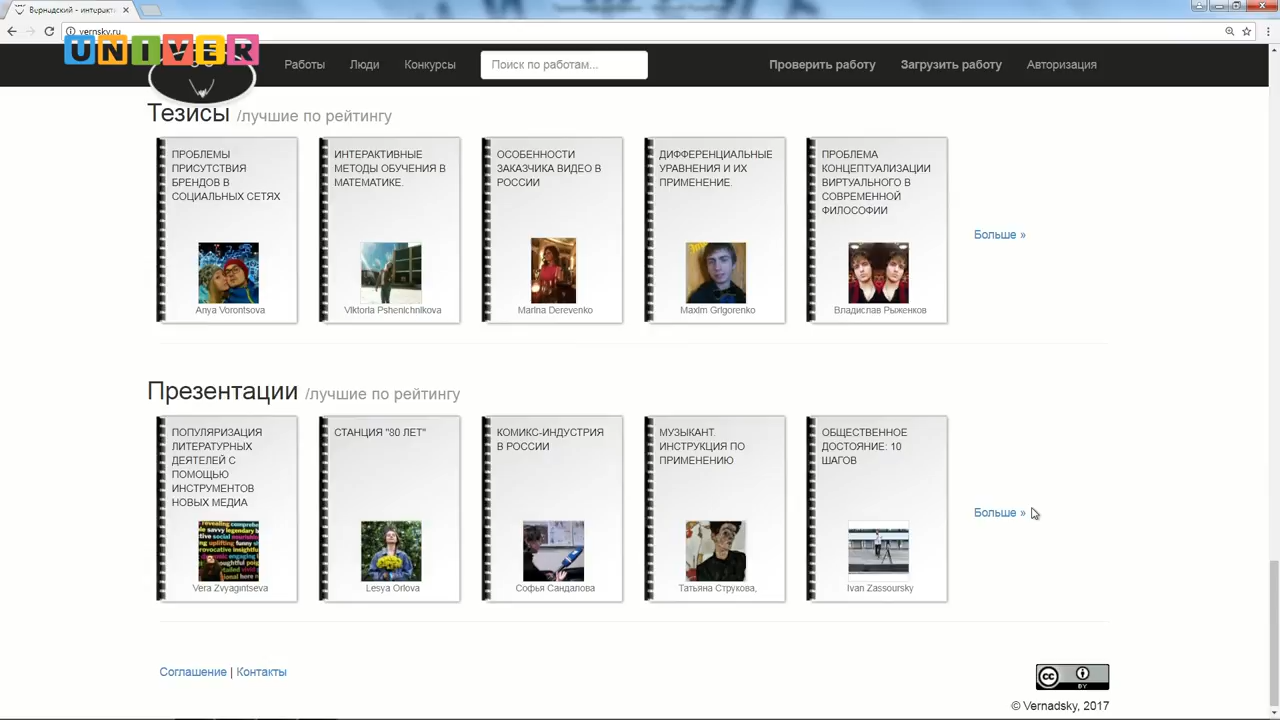 Вернадский – интеракти
vernsky.ru
UNIVER
Работы Люди Конкурсы Поиск по работам... Проверить работу Загрузить работу Авторизация
Тезисы /лучшие по рейтингу
ПРОБЛЕМЫ
ПРИСУТСТВИЯ
БРЕНДОВ В
СОЦИАЛЬНЫХ СЕТЯХ
Anya Vorontsova
ИНТЕРАКТИВНЫЕ
МЕТОДЫ ОБУЧЕНИЯ В
МАТЕМАТИКЕ.
Viktoria Pshenichnikova
ОСОБЕННОСТИ
ЗАКАЗЧИКА ВИДЕО В
РОССИИ
Marina Derevenko
ДИФФЕРЕНЦИАЛЬНЫЕ
УРАВНЕНИЯ И ИХ
ПРИМЕНЕНИЕ.
Maxim Grigorenko
ПРОБЛЕМА
КОНЦЕПТУАЛИЗАЦИИ
ВИРТУАЛЬНОГО В
СОВРЕМЕННОЙ
ФИЛОСОФИИ
Владислав Рыженков
Больше »
Презентации /лучшие по рейтингу
ПОПУЛЯРИЗАЦИЯ
ЛИТЕРАТУРНЫХ
ДЕЯТЕЛЕЙ С
ПОМОЩЬЮ
ИНСТРУМЕНТОВ
НОВЫХ МЕДИА
Vera Zvyagintseva
СТАНЦИЯ "80 ЛЕТ"
Lesya Orlova
КОМИКС-ИНДУСТРИЯ
В РОССИИ
Софья Сандалова
МУЗЫКАНТ.
ИНСТРУКЦИЯ ПО
ПРИМЕНЕНИЮ
Татьяна Струкова,
ОБЩЕСТВЕННОЕ
ДОСТОЯНИЕ: 10
ШАГОВ
Ivan Zassoursky
Больше »
Соглашение | Контакты
cc BY
© Vernadsky, 2017